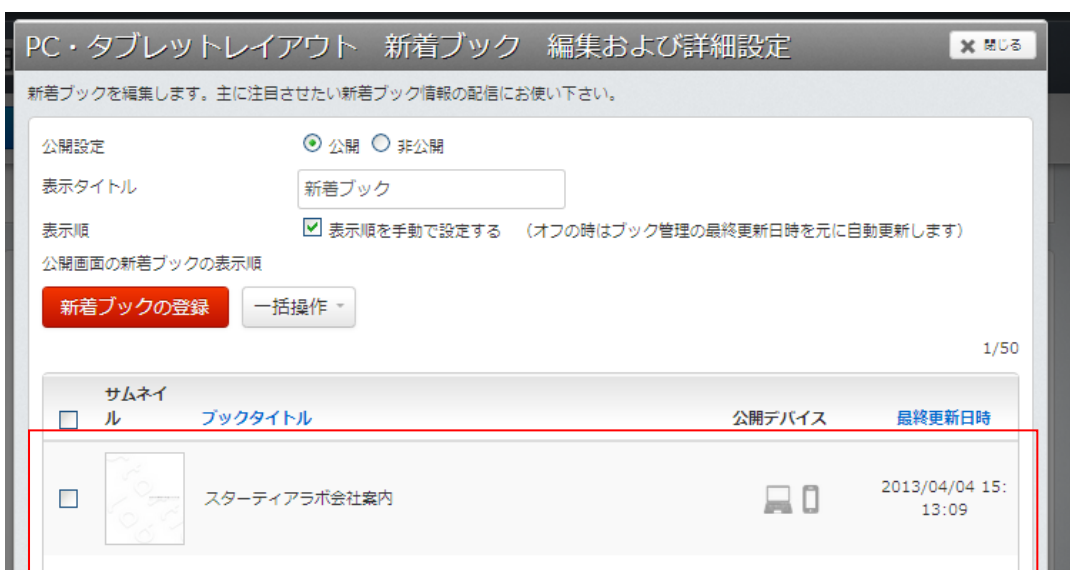 PC・タブレットレイアウト　新着ブック　編集および詳細設定
閉じる
新着ブックを編集します。主に注目させたい新着ブック情報の配信にお使い下さい。
公開設定 公開 非公開
表示タイトル 新着ブック
表示順 表示順を手動で設定する　（オフの時はブック管理の最終更新日時を元に自動更新します）
公開画面の新着ブックの表示順
新着ブックの登録 一括操作
1/50
サムネイ
ル ブックタイトル 公開デバイス 最終更新日時
スターティアラボ会社案内 2013/04/04 15:
13:09